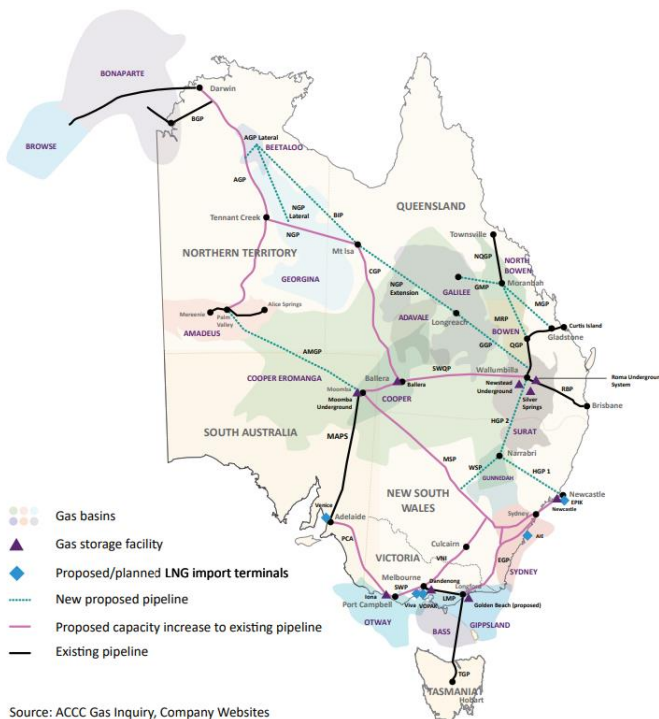 BONAPARTE
Darwin
BGP
BROWSE
AGP Lateral
BEETALOO
AGP
NGP
Lateral
BIP
QUEENSLAND
Tennant Creek
NGP
Townsville
Mt Isa
NQGP
NORTH
BOWEN
NORTHERN TERRITORY
CGP
NGP
Extension
GALILEE
GMP
Moranbah
GEORGINA
MGP
Mereenie
Palm
Valley
Alice Springs
ADAVALE
Longreach
MRP
BOWEN
Curtis Island
Gladstone
AMADEUS
GGP
QGP
AMGP
Wallumbilla
COOPER EROMANGA
Ballera
Ballera
SWQP
Roma Underground
System
Moomba
Moomba
Underground
COOPER
Newstead
Underground
Silver
Springs
RBP
Brisbane
SOUTH AUSTRALIA
MAPS
HGP 2
SURAT
MSP
Narrabri
WSP
HGP 1
GUNNIDAH
NEW SOUTH
WALES
Newcastle
EPIK
Newcastle
Venice
Adelaide
Sydney
AIE
PCA
Culcairn
VICTORIA
VNI
EGP
SYDNEY
Melbourne
Dandenong
Longford
Iona
SWP
Port Campbell
Viva
VOPAK
LMP
Golden Beach (proposed)
OTWAY
BASS
GIPPSLAND
TGP
TASMANIA
Hobart
Gas basins
Gas storage facility
Proposed/planned LNG import terminals
New proposed pipeline
Proposed capacity increase to existing pipeline
Existing pipeline
Source: ACCC Gas Inquiry, Company Websites